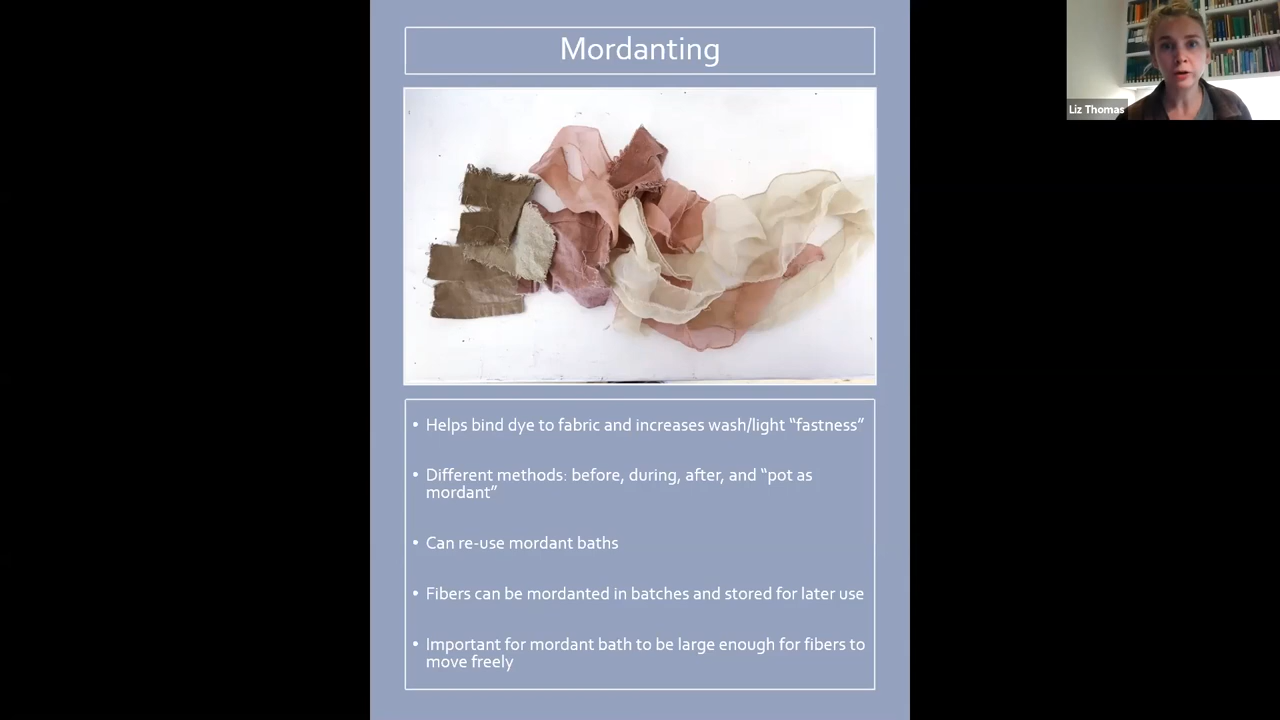 Mordanting
Liz Thomas
• Helps bind dye to fabric and increases wash/light “fastness”
• Different methods: before, during, after, and “pot as
mordant”
• Can re-use mordant baths
• Fibers can be mordanted in batches and stored for later use
• Important for mordant bath to be large enough for fibers to
move freely